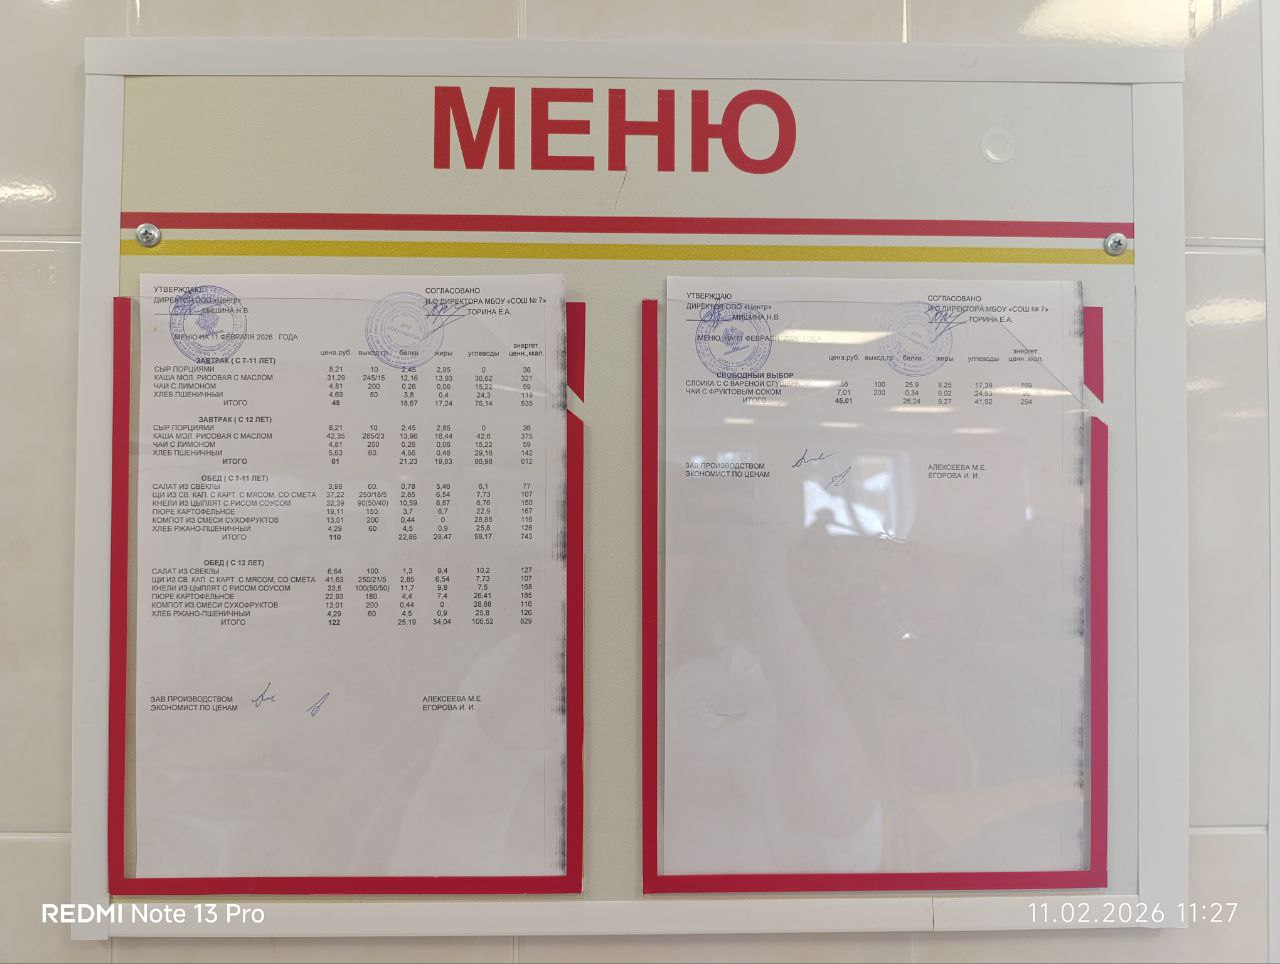 МЕНЮ
УТВЕРЖДАЮ
ДИРЕКТОР ООО «Центр»
МИШИНА Н.В.
СОГЛАСОВАНО
И.О ДИРЕКТОРА МБОУ «СОШ № 7»
ТОРИНА Е.А.
МЕНЮ НА 11 ФЕВРАЛЯ 2026 ГОДА
цена.руб. выход.гр. белки жиры углеводы энергет. ценн.,ккал.
ЗАВТРАК ( С 7-11 ЛЕТ)
СЫР ПОРЦИЯМИ 8,21 10 2,45 2,65 0 36
КАША МОЛ. РИСОВАЯ С МАСЛОМ 31,29 245/15 12,16 13,93 36,62 321
ЧАЙ С ЛИМОНОМ 4,81 200 0,26 0,06 15,22 59
ХЛЕБ ПШЕНИЧНЫЙ 4,69 50 3,8 0,4 24,3 119
ИТОГО 49 18,67 17,24 76,14 535
ЗАВТРАК ( С 12 ЛЕТ)
СЫР ПОРЦИЯМИ 8,21 10 2,45 2,65 0 36
КАША МОЛ. РИСОВАЯ С МАСЛОМ 42,35 285/23 13,96 16,44 42,6 375
ЧАЙ С ЛИМОНОМ 4,81 200 0,26 0,06 15,22 59
ХЛЕБ ПШЕНИЧНЫЙ 5,63 60 4,56 0,48 29,16 142
ИТОГО 61 21,23 19,83 86,98 612
ОБЕД ( С 7-11 ЛЕТ)
САЛАТ ИЗ СВЕКЛЫ 3,98 60 0,78 5,46 6,1 77
ЩИ ИЗ СВ. КАП. С КАРТ. С МЯСОМ, СО СМЕТА 37,22 250/18/5 2,85 6,54 7,73 107
КНЕЛИ ИЗ ЦЫПЛЯТ С РИСОМ СОУСОМ 32,39 90(50/40) 10,59 8,87 6,76 150
ПЮРЕ КАРТОФЕЛЬНОЕ 19,11 150 3,7 6,7 22,9 167
КОМПОТ ИЗ СМЕСИ СУХОФРУКТОВ 13,01 200 0,44 0 28,88 116
ХЛЕБ РЖАНО-ПШЕНИЧНЫЙ 4,29 60 4,5 0,9 25,8 126
ИТОГО 110 22,86 28,47 98,17 743
ОБЕД ( С 12 ЛЕТ)
САЛАТ ИЗ СВЕКЛЫ 6,64 100 1,3 9,4 10,2 127
ЩИ ИЗ СВ. КАП. С КАРТ. С МЯСОМ, СО СМЕТА 41,63 250/21/5 2,85 6,54 7,73 107
КНЕЛИ ИЗ ЦЫПЛЯТ С РИСОМ СОУСОМ 33,5 100(50/50) 11,7 9,8 7,5 168
ПЮРЕ КАРТОФЕЛЬНОЕ 22,93 180 4,4 7,4 26,41 185
КОМПОТ ИЗ СМЕСИ СУХОФРУКТОВ 13,01 200 0,44 0 28,88 116
ХЛЕБ РЖАНО-ПШЕНИЧНЫЙ 4,29 60 4,5 0,9 25,8 126
ИТОГО 122 25,19 34,04 106,52 829
ЗАВ.ПРОИЗВОДСТВОМ АЛЕКСЕЕВА М.Е.
ЭКОНОМИСТ ПО ЦЕНАМ ЕГОРОВА И. И.
УТВЕРЖДАЮ
ДИРЕКТОР ООО «Центр»
МИШИНА Н.В.
СОГЛАСОВАНО
И.О ДИРЕКТОРА МБОУ «СОШ № 7»
ТОРИНА Е.А.
МЕНЮ НА 11 ФЕВРАЛЯ 2026 ГОДА
цена.руб. выход.гр. белки жиры углеводы энергет. ценн.,ккал.
СВОБОДНЫЙ ВЫБОР
СЛОЙКА С С ВАРЕНОЙ 38 100 25,9 9,25 17,39 189
ЧАЙ С ФРУКТОВЫМ СОКОМ 7,01 200 0,34 0,02 24,53
ИТОГО 45,01 26,24 9,27 41,92 284
ЗАВ.ПРОИЗВОДСТВОМ АЛЕКСЕЕВА М.Е.
ЭКОНОМИСТ ПО ЦЕНАМ ЕГОРОВА И. И.
REDMI Note 13 Pro
11.02.2026 11:27